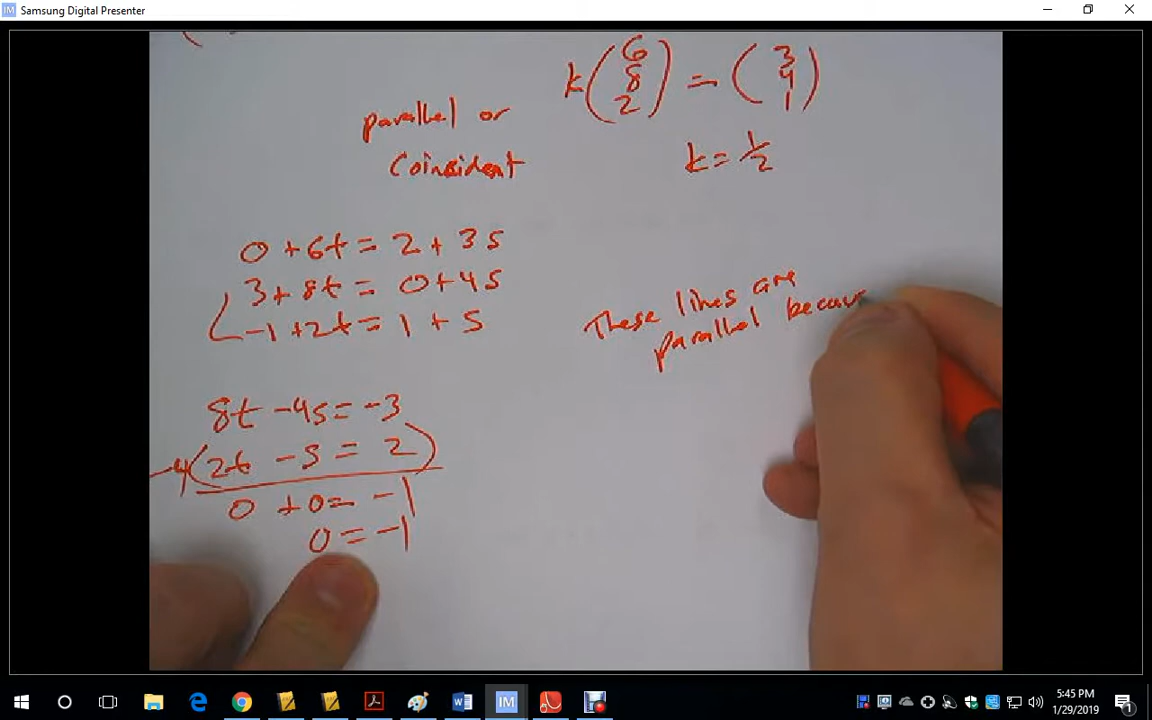 Samsung Digital Presenter
k(6 8 2) = (3 4 1)
parallel or
Coincident
k = 1/2
0 + 6t = 2 + 3s
3 + 8t = 0 + 4s
-1 + 2t = 1 + s
These lines are
parallel becaus
8t - 4s = -3
-4(2t - s = 2)
0 + 0 = -1
0 = -1
IM
5:45 PM
1/29/2019